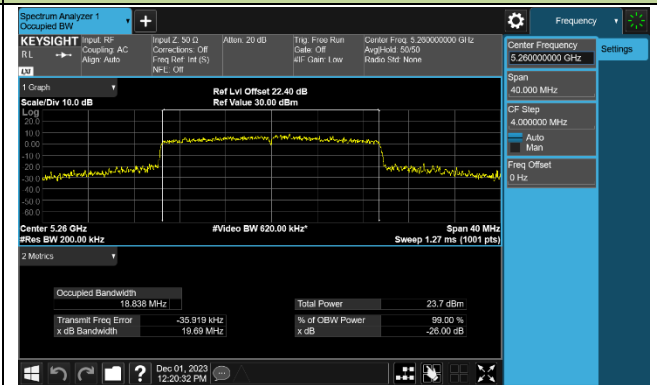 Spectrum Analyzer 1
Occupied BW
+
Frequency
KEYSIGHT
RL
LXI
Input: RF
Coupling: AC
Align: Auto
Input Z: 50 Ω
Corrections: Off
Freq Ref: Int (S)
NFE: Off
Atten: 20 dB
Trig: Free Run
Gate: Off
#IF Gain: Low
Center Freq: 5.260000000 GHz
Avg|Hold: 50/50
Radio Std: None
Center Frequency
5.260000000 GHz
Settings
Span
40.000 MHz
CF Step
4.000000 MHz
Auto
Man
Freq Offset
0 Hz
1 Graph
Scale/Div 10.0 dB
Ref Lvl Offset 22.40 dB
Ref Value 30.00 dBm
Log
20.0
10.0
0.00
-10.0
-20.0
-30.0
-40.0
-50.0
-60.0
Center 5.26 GHz
#Video BW 620.00 kHz*
Span 40 MHz
#Res BW 200.00 kHz
Sweep 1.27 ms (1001 pts)
2 Metrics
Occupied Bandwidth
18.838 MHz
Total Power 23.7 dBm
Transmit Freq Error -35.919 kHz
% of OBW Power 99.00 %
x dB Bandwidth 19.69 MHz
x dB -26.00 dB
?
Dec 01, 2023
12:20:32 PM